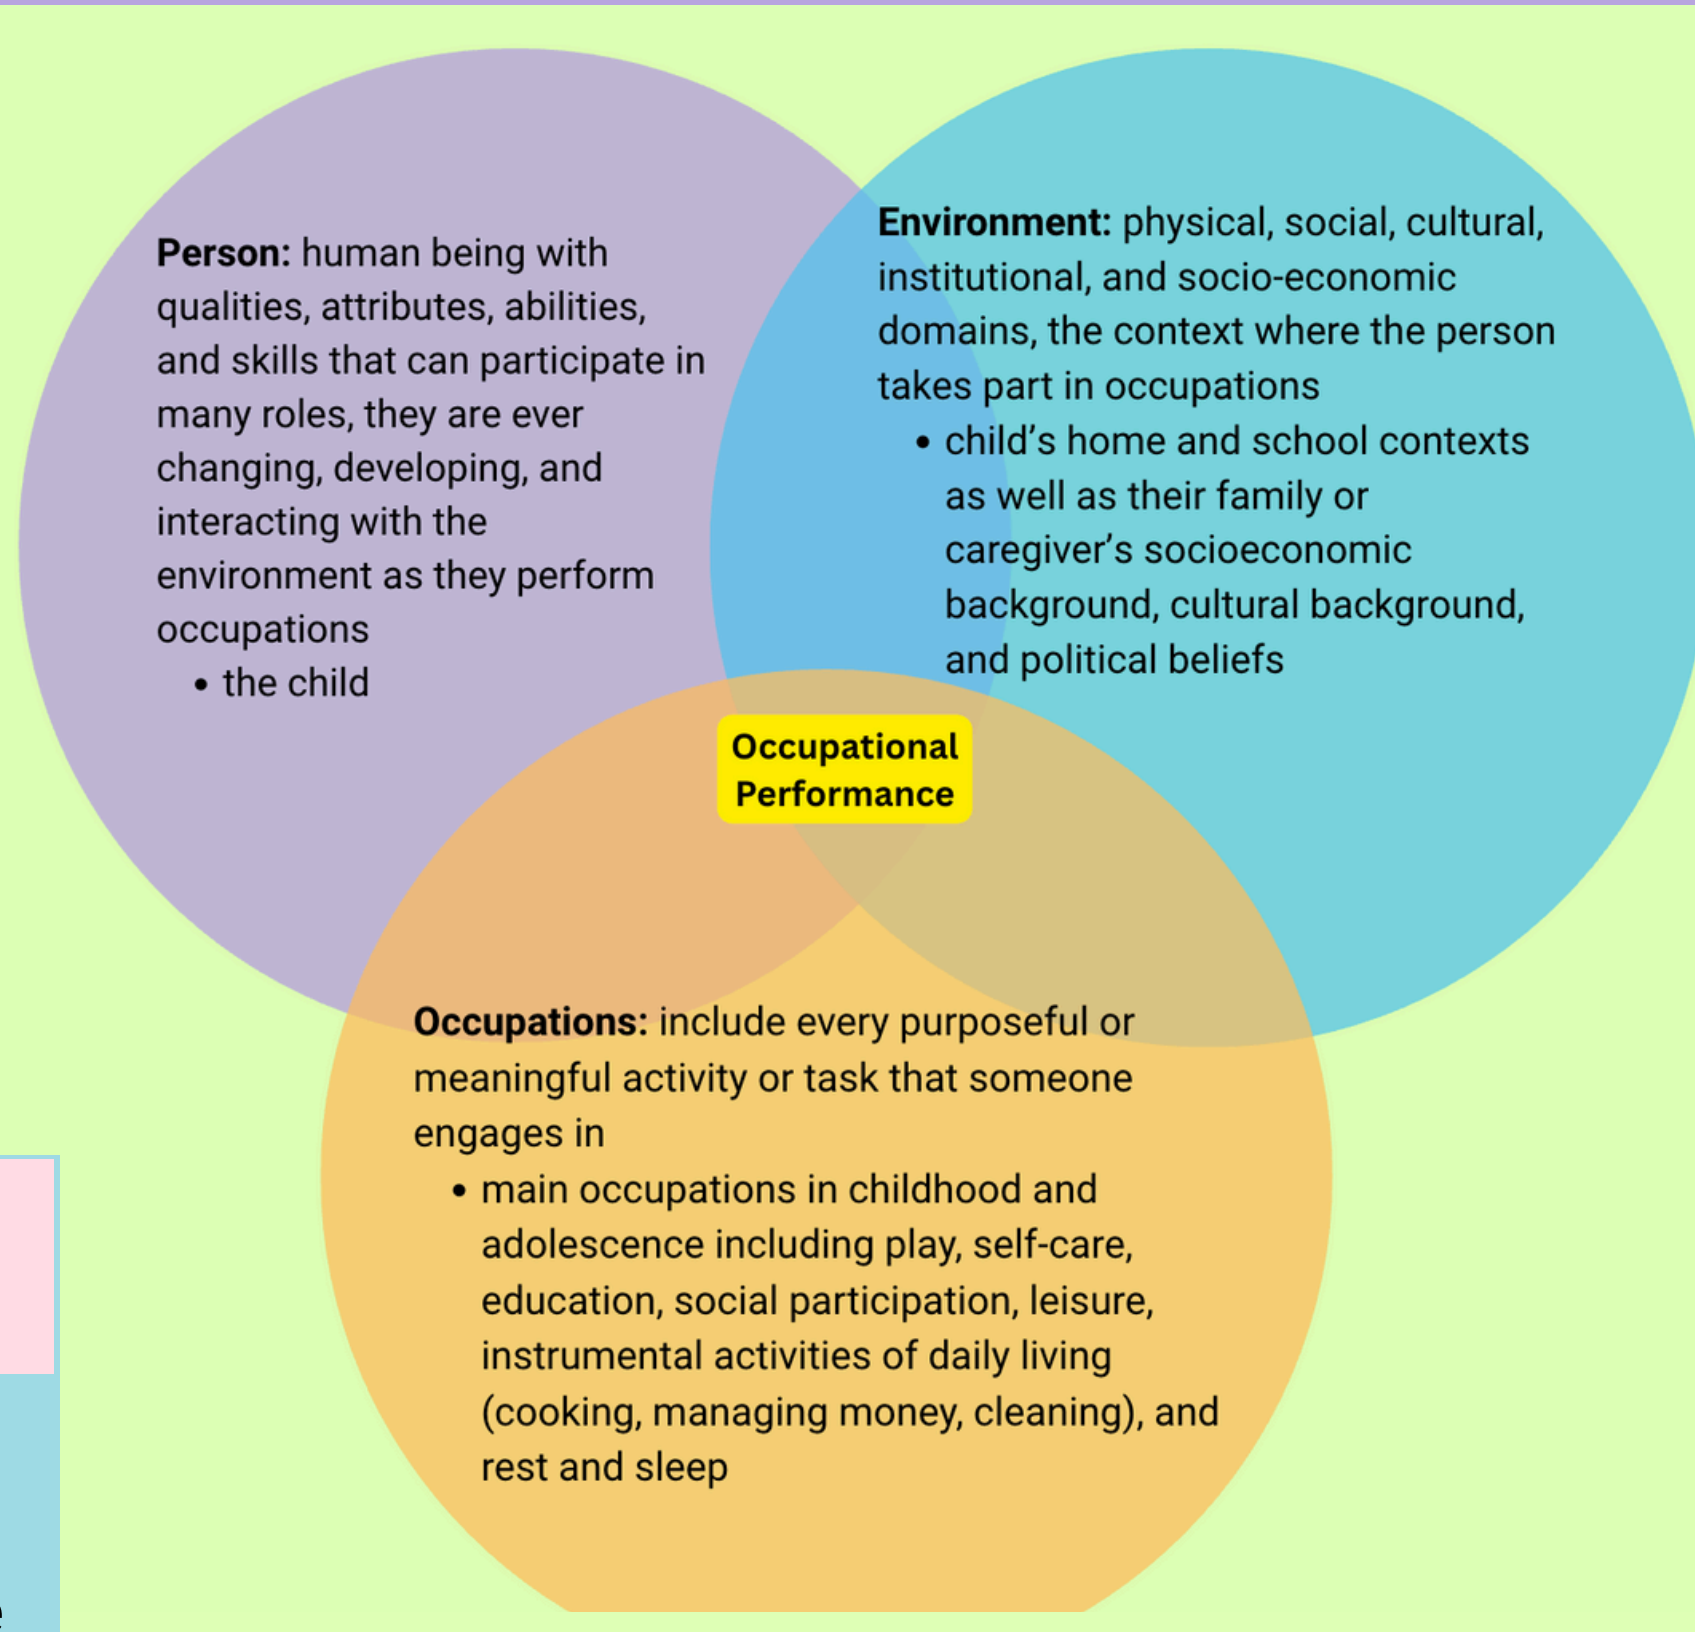 Person: human being with
qualities, attributes, abilities,
and skills that can participate in
many roles, they are ever
changing, developing, and
interacting with the
environment as they perform
occupations
• the child
Environment: physical, social, cultural,
institutional, and socio-economic
domains, the context where the person
takes part in occupations
• child’s home and school contexts
as well as their family or
caregiver’s socioeconomic
background, cultural background,
and political beliefs
Occupational
Performance
Occupations: include every purposeful or
meaningful activity or task that someone
engages in
• main occupations in childhood and
adolescence including play, self-care,
education, social participation, leisure,
instrumental activities of daily living
(cooking, managing money, cleaning), and
rest and sleep